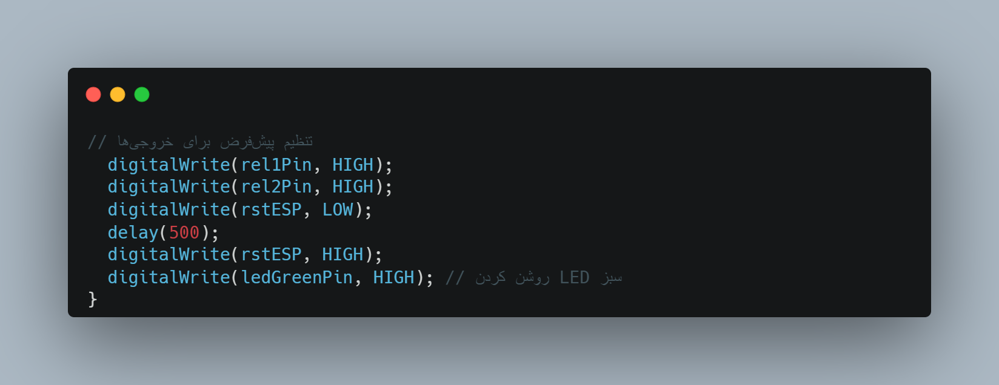 // تنظیم پیش‌فرض برای خروجی‌ها
digitalWrite(rel1Pin, HIGH);
digitalWrite(rel2Pin, HIGH);
digitalWrite(rstESP, LOW);
delay(500);
digitalWrite(rstESP, HIGH);
digitalWrite(ledGreenPin, HIGH); // روشن کردن LED سبز
}